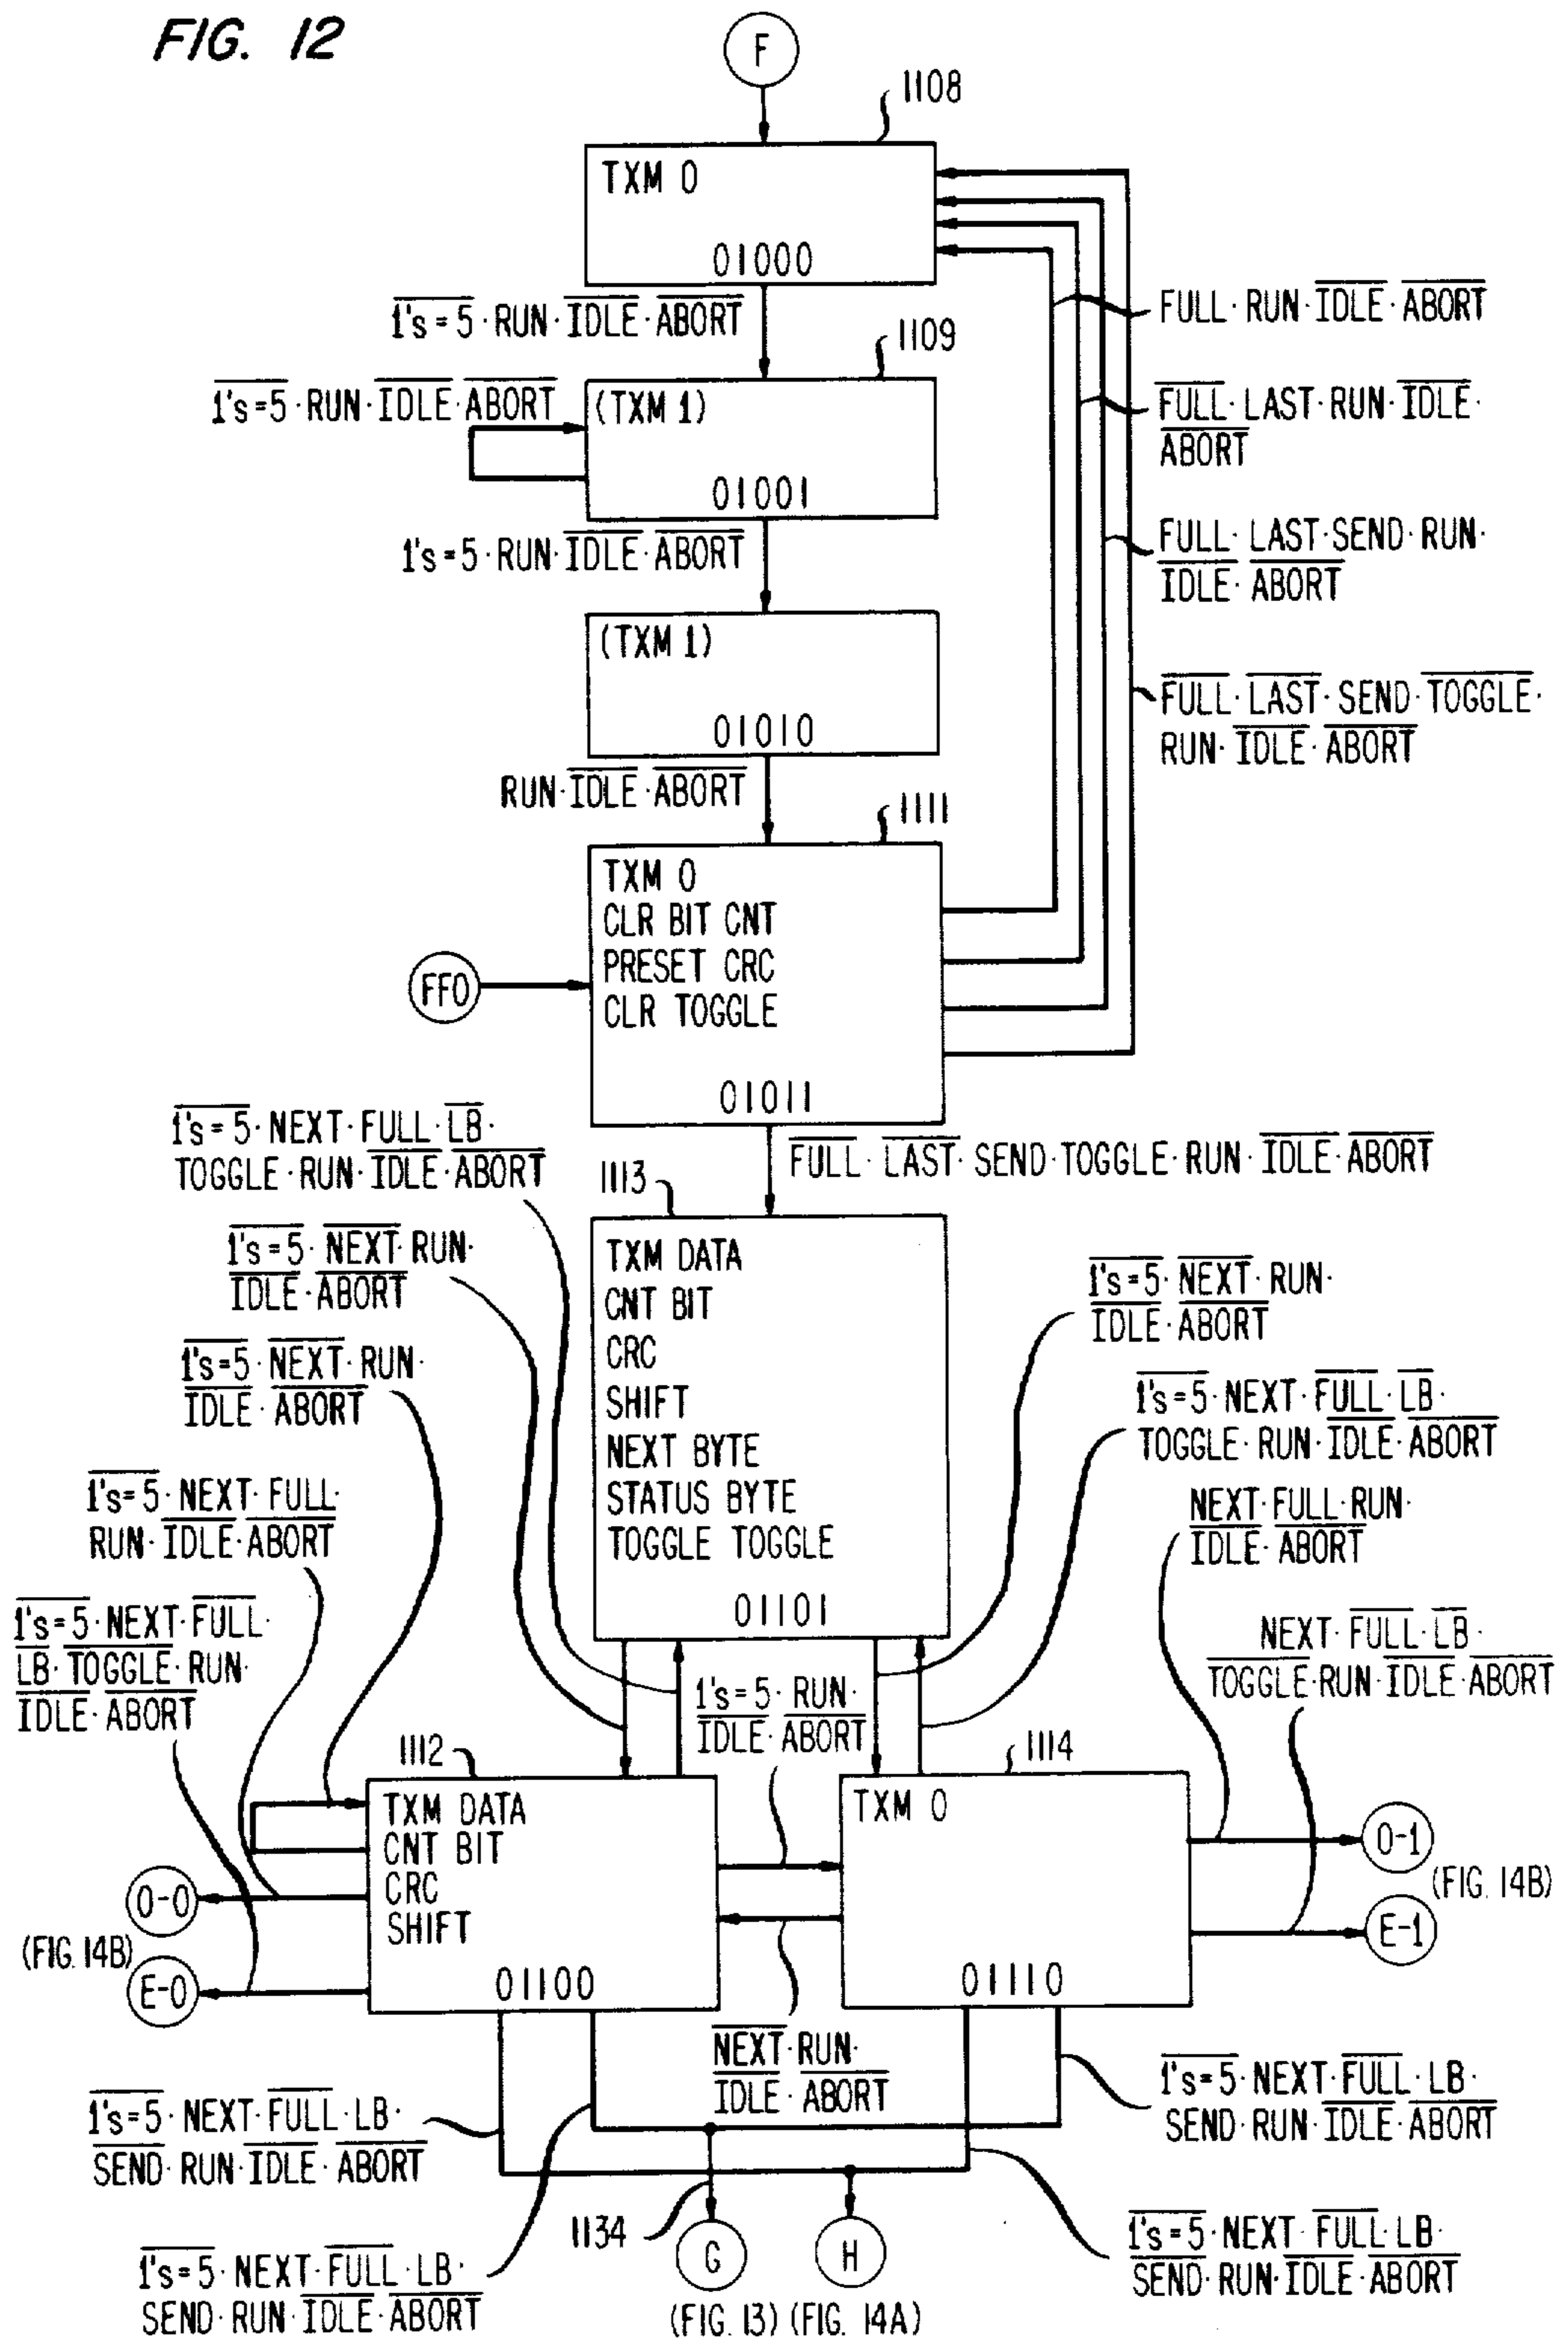 FIG. 12
F
1108
TXM 0
01000
1's=5·RUN·IDLE·ABORT
1109
1's=5·RUN·IDLE·ABORT
(TXM 1)
01001
1's=5·RUN·IDLE·ABORT
(TXM 1)
01010
RUN·IDLE·ABORT
FULL·RUN·IDLE·ABORT
FULL·LAST·RUN·IDLE·
ABORT
FULL·LAST·SEND·RUN·
IDLE·ABORT
FULL·LAST·SEND·TOGGLE·
RUN·IDLE·ABORT
1111
TXM 0
CLR BIT CNT
PRESET CRC
CLR TOGGLE
01011
FF0
FULL·LAST·SEND·TOGGLE·RUN·IDLE·ABORT
1's=5·NEXT·FULL·LB·
TOGGLE·RUN·IDLE·ABORT
1's=5·NEXT·RUN·
IDLE·ABORT
1's=5·NEXT·RUN·
IDLE·ABORT
1's=5·NEXT·FULL·
RUN·IDLE·ABORT
1's=5·NEXT·FULL·
LB·TOGGLE·RUN·
IDLE·ABORT
1113
TXM DATA
CNT BIT
CRC
SHIFT
NEXT BYTE
STATUS BYTE
TOGGLE TOGGLE
01101
1's=5·NEXT·RUN·
IDLE·ABORT
1's=5·NEXT·FULL·LB·
TOGGLE·RUN·IDLE·ABORT
NEXT·FULL·RUN·
IDLE·ABORT
NEXT·FULL·LB·
TOGGLE·RUN·IDLE·ABORT
1's=5·RUN·
IDLE·ABORT
1112
TXM DATA
CNT BIT
CRC
SHIFT
01100
1114
TXM 0
01110
O-0
(FIG. 14B)
E-0
O-1
(FIG. 14B)
E-1
NEXT·RUN·
IDLE·ABORT
1's=5·NEXT·FULL·LB·
SEND·RUN·IDLE·ABORT
1's=5·NEXT·FULL·LB·
SEND·RUN·IDLE·ABORT
1's=5·NEXT·FULL·LB·
SEND·RUN·IDLE·ABORT
1's=5·NEXT·FULL·LB·
SEND·RUN·IDLE·ABORT
1134
G
H
(FIG. 13) (FIG. 14A)